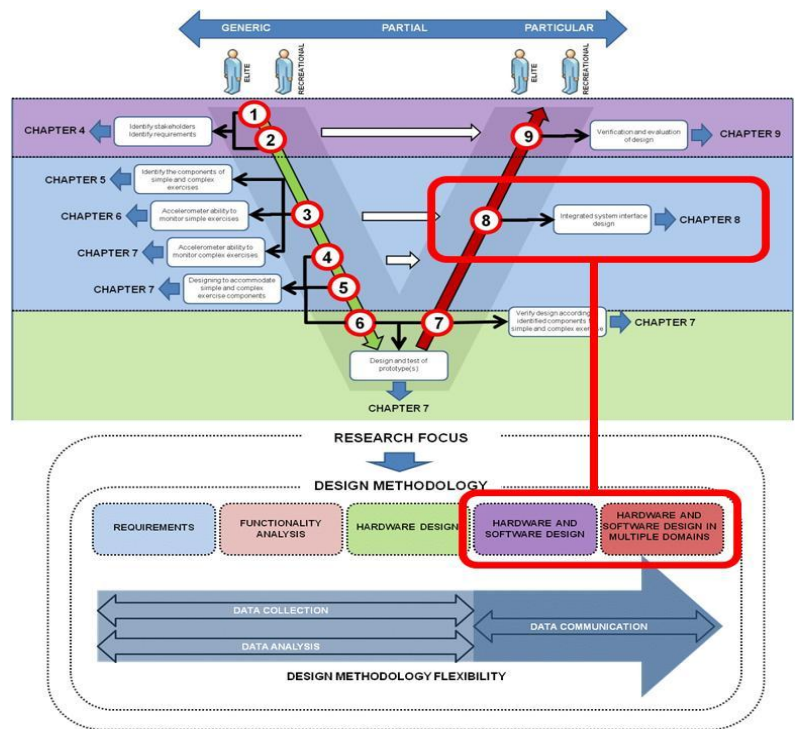 GENERIC PARTIAL PARTICULAR
ELITE
RECREATIONAL
ELITE
RECREATIONAL
1
2
9
CHAPTER 4
Identify stakeholders
Identify requirements
Verification and evaluation of
design
CHAPTER 9
CHAPTER 5
Identify the components of
simple and complex
exercises
CHAPTER 6
Accelerometer ability to
monitor simple exercises
3
8
Integrated system interface
design
CHAPTER 8
CHAPTER 7
Accelerometer ability to
monitor complex exercises
4
CHAPTER 7
Designing to accommodate
simple and complex
exercise components
5
6
7
Verify design according
identified components
simple and complex exercise
CHAPTER 7
Design and test of
prototype(s)
CHAPTER 7
RESEARCH FOCUS
DESIGN METHODOLOGY
REQUIREMENTS
FUNCTIONALITY
ANALYSIS
HARDWARE DESIGN
HARDWARE AND
SOFTWARE DESIGN
HARDWARE AND
SOFTWARE DESIGN IN
MULTIPLE DOMAINS
DATA COLLECTION
DATA COMMUNICATION
DATA ANALYSIS
DESIGN METHODOLOGY FLEXIBILITY